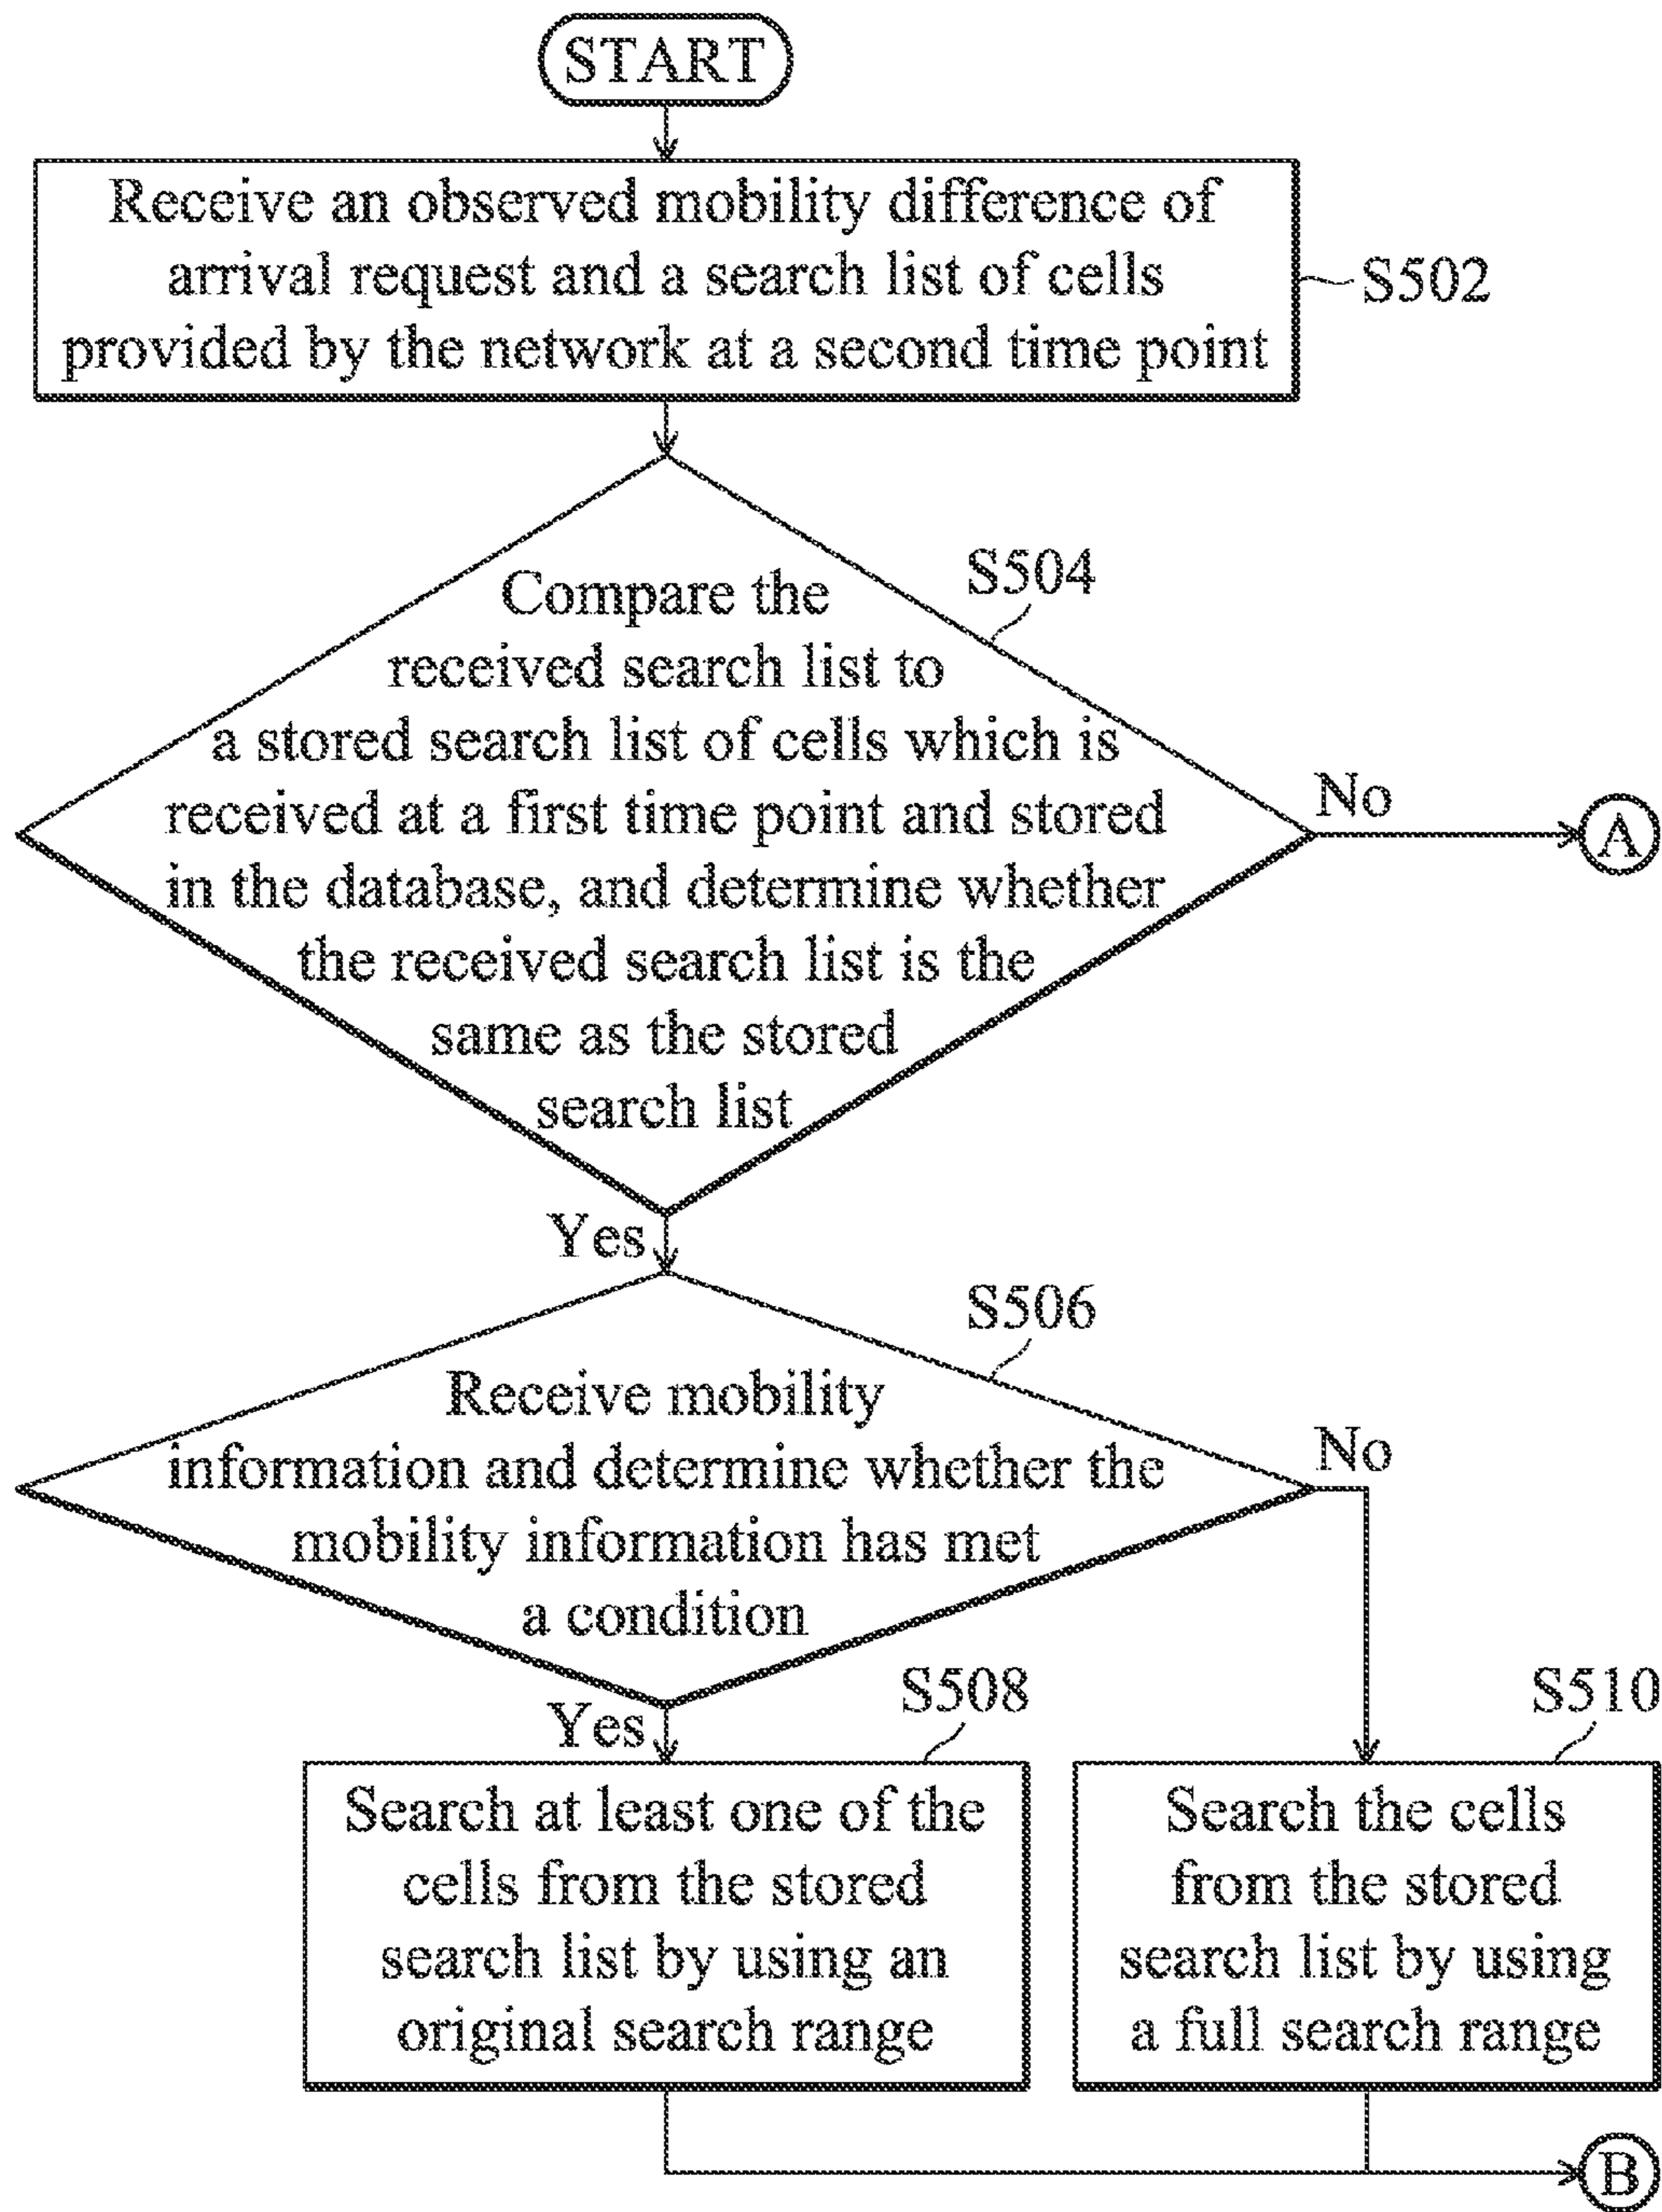 START
Receive an observed mobility difference of
arrival request and a search list of cells
provided by the network at a second time point
S502
S504
Compare the
received search list to
a stored search list of cells which is
received at a first time point and stored
in the database, and determine whether
the received search list is the
same as the stored
search list
No
A
Yes
S506
Receive mobility
information and determine whether the
mobility information has met
a condition
No
Yes
S508
Search at least one of the
cells from the stored
search list by using an
original search range
S510
Search the cells
from the stored
search list by using
a full search range
B